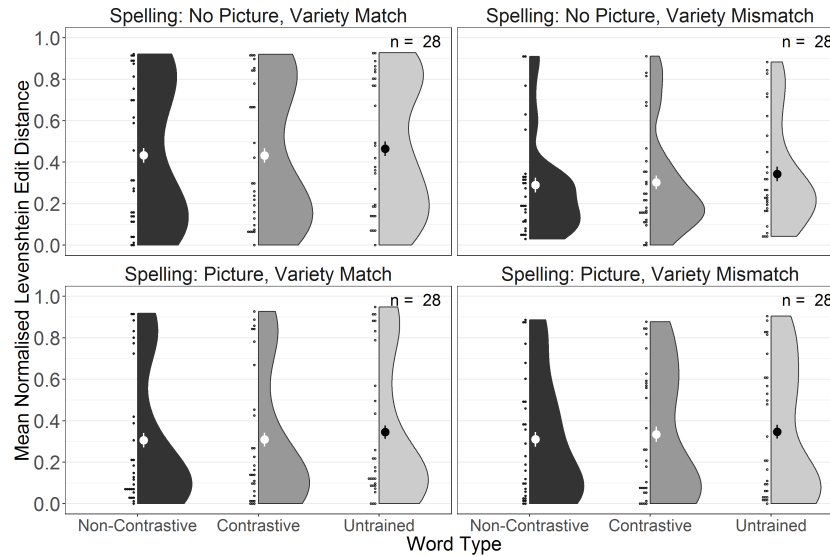 Spelling: No Picture, Variety Match
Spelling: No Picture, Variety Mismatch
Mean Normalised Levenshtein Edit Distance
1.0
0.8
0.6
0.4
0.2
0.0
n = 28
n = 28
Spelling: Picture, Variety Match
Spelling: Picture, Variety Mismatch
1.0
0.8
0.6
0.4
0.2
0.0
n = 28
n = 28
Non-Contrastive
Contrastive
Untrained
Non-Contrastive
Contrastive
Untrained
Word Type